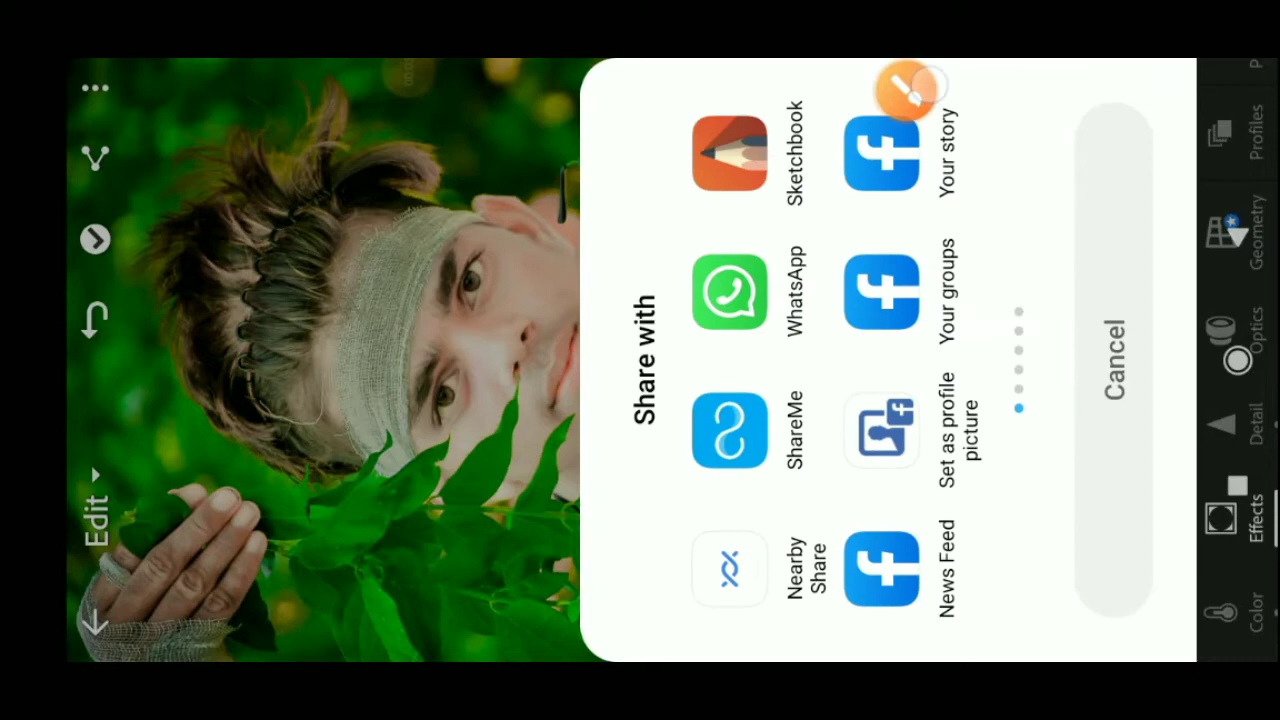 Edit
Share with
Nearby
Share
ShareMe
WhatsApp
Sketchbook
News Feed
Set as profile
picture
Your groups
Your story
Cancel
Color
Effects
Detail
Optics
Geometry
Profiles
P